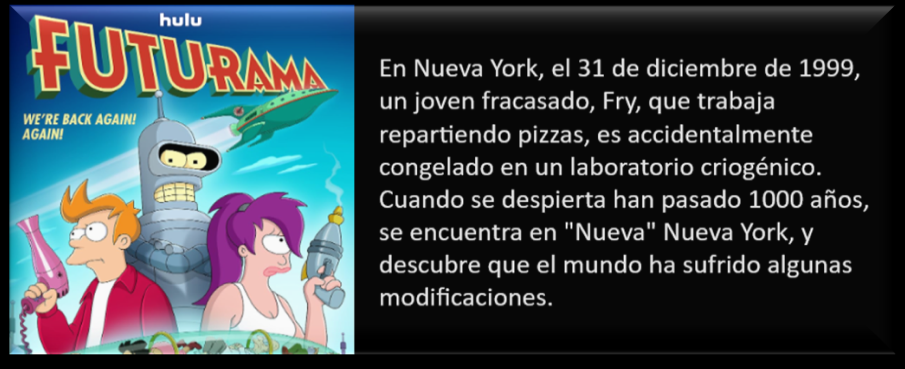 hulu
FUTURAMA
WE'RE BACK AGAIN!
AGAIN!
En Nueva York, el 31 de diciembre de 1999,
un joven fracasado, Fry, que trabaja
repartiendo pizzas, es accidentalmente
congelado en un laboratorio criogénico.
Cuando se despierta han pasado 1000 años,
se encuentra en "Nueva" Nueva York, y
descubre que el mundo ha sufrido algunas
modificaciones.